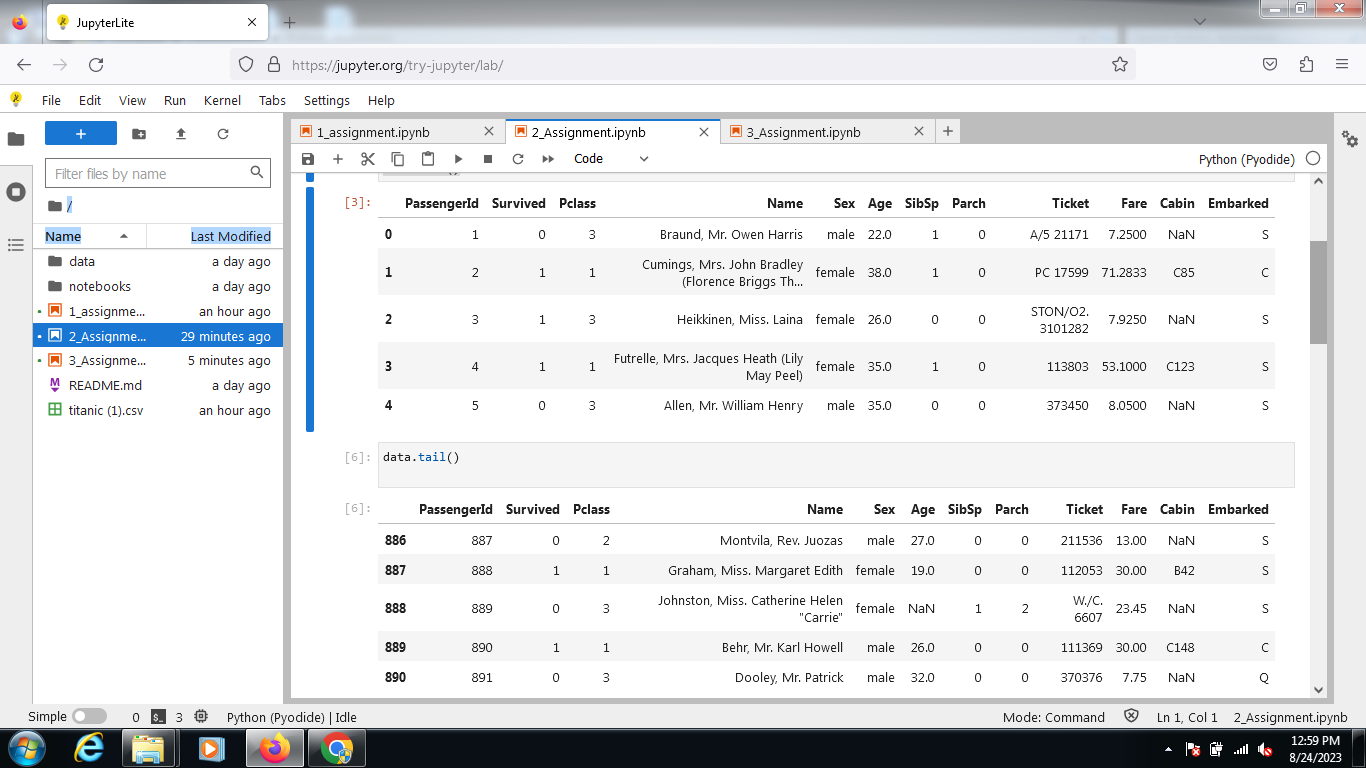 JupyterLite
https://jupyter.org/try-jupyter/lab/
File Edit View Run Kernel Tabs Settings Help
1_assignment.ipynb 2_Assignment.ipynb 3_Assignment.ipynb
Code Python (Pyodide)
Filter files by name
/
Name Last Modified
data a day ago
notebooks a day ago
1_assignme... an hour ago
2_Assignme... 29 minutes ago
3_Assignme... 5 minutes ago
README.md a day ago
titanic (1).csv an hour ago
[3]: PassengerId Survived Pclass Name Sex Age SibSp Parch Ticket Fare Cabin Embarked
0 1 0 3 Braund, Mr. Owen Harris male 22.0 1 0 A/5 21171 7.2500 NaN S
1 2 1 1 Cumings, Mrs. John Bradley (Florence Briggs Th... female 38.0 1 0 PC 17599 71.2833 C85 C
2 3 1 3 Heikkinen, Miss. Laina female 26.0 0 0 STON/O2. 3101282 7.9250 NaN S
3 4 1 1 Futrelle, Mrs. Jacques Heath (Lily May Peel) female 35.0 1 0 113803 53.1000 C123 S
4 5 0 3 Allen, Mr. William Henry male 35.0 0 0 373450 8.0500 NaN S
[6]: data.tail()
[6]: PassengerId Survived Pclass Name Sex Age SibSp Parch Ticket Fare Cabin Embarked
886 887 0 2 Montvila, Rev. Juozas male 27.0 0 0 211536 13.00 NaN S
887 888 1 1 Graham, Miss. Margaret Edith female 19.0 0 0 112053 30.00 B42 S
888 889 0 3 Johnston, Miss. Catherine Helen "Carrie" female NaN 1 2 W./C. 6607 23.45 NaN S
889 890 1 1 Behr, Mr. Karl Howell male 26.0 0 0 111369 30.00 C148 C
890 891 0 3 Dooley, Mr. Patrick male 32.0 0 0 370376 7.75 NaN Q
Simple 0 3 Python (Pyodide) | Idle Mode: Command Ln 1, Col 1 2_Assignment.ipynb
12:59 PM
8/24/2023